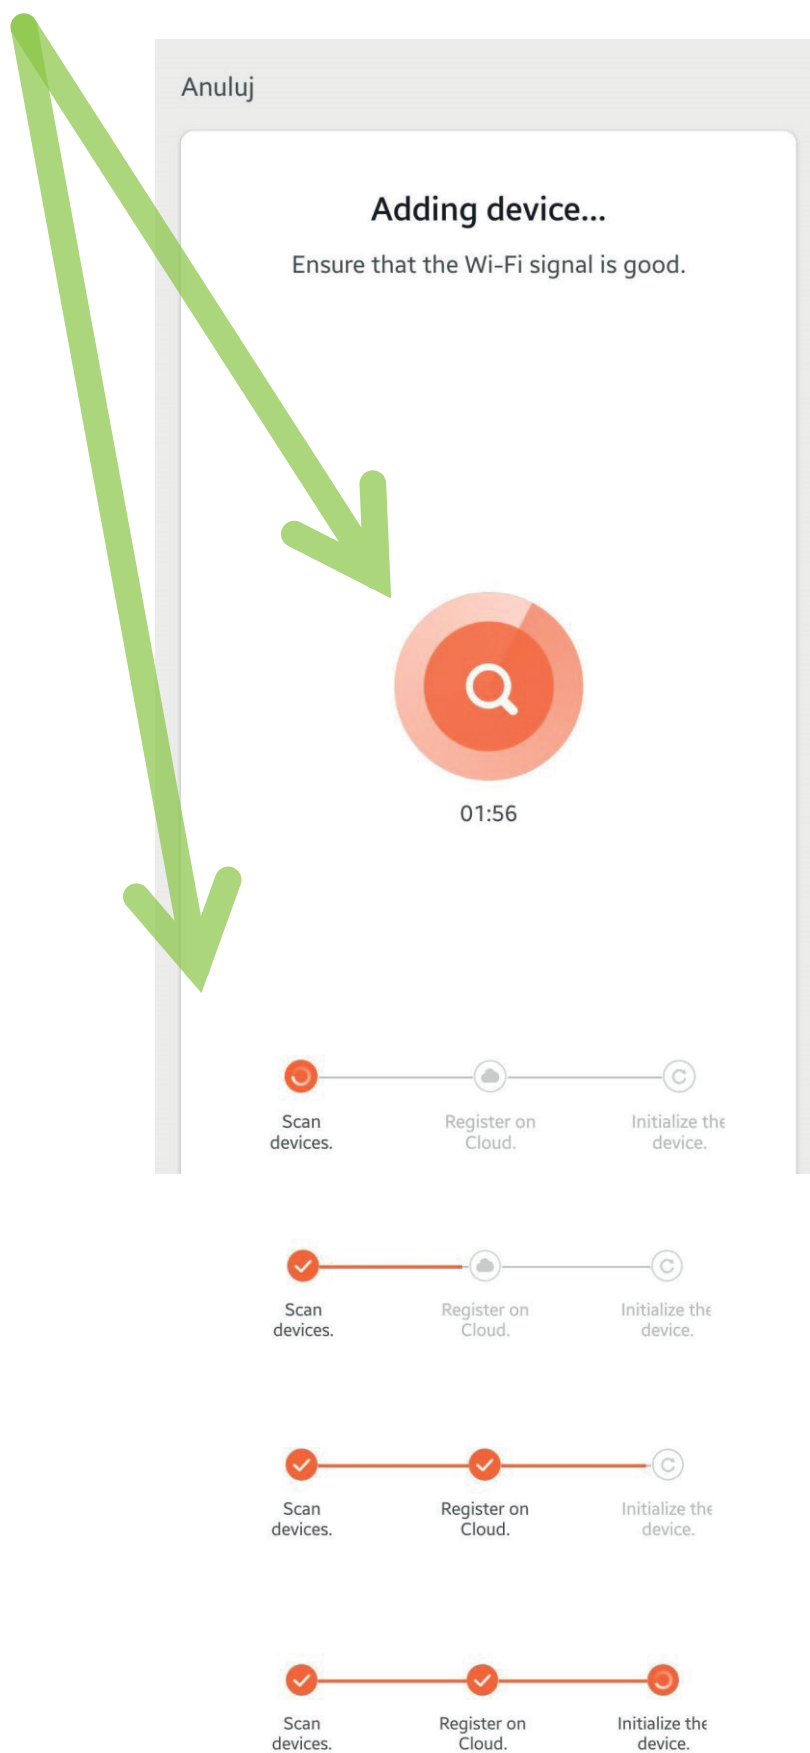 Anuluj
Adding device...
Ensure that the Wi-Fi signal is good.
01:56
Scan
devices.
Register on
Cloud.
Initialize the
device.
Scan
devices.
Register on
Cloud.
Initialize the
device.
Scan
devices.
Register on
Cloud.
Initialize the
device.
Scan
devices.
Register on
Cloud.
Initialize the
device.